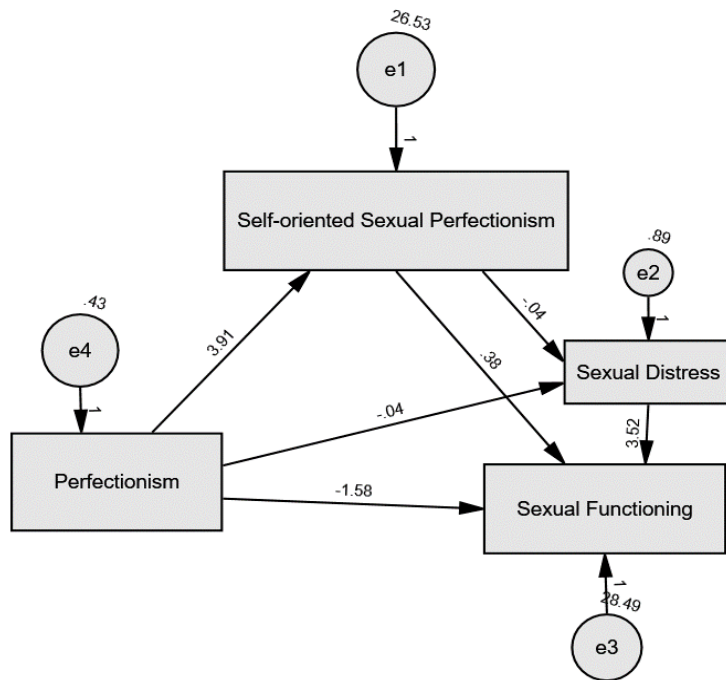 26.53
e1
1
Self-oriented Sexual Perfectionism
.89
e2
1
.43
e4
1
3.91
-.04
.38
Sexual Distress
-.04
3.52
Perfectionism
-1.58
Sexual Functioning
1
28.49
e3